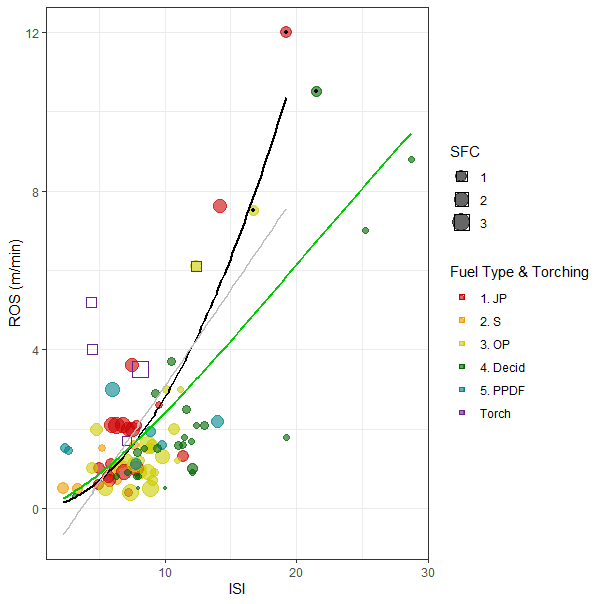 12
8
4
0
ROS (m/min)
10
20
30
ISI
SFC
1
2
3
Fuel Type & Torching
1. JP
2. S
3. OP
4. Decid
5. PPDF
Torch